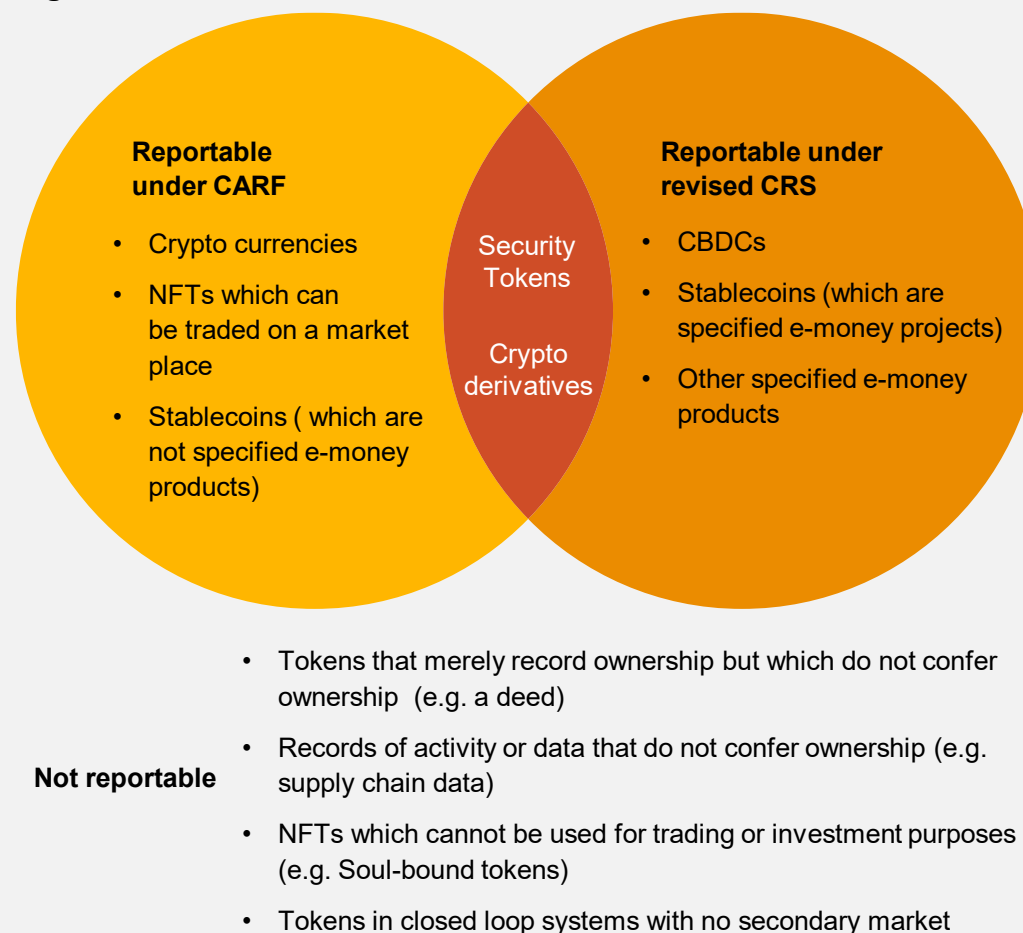 Reportable
under CARF
• Crypto currencies
• NFTs which can
be traded on a market
place
• Stablecoins ( which are
not specified e-money
products)
Security
Tokens
Crypto
derivatives
Reportable under
revised CRS
• CBDCs
• Stablecoins (which are
specified e-money projects)
• Other specified e-money
products
Not reportable
• Tokens that merely record ownership but which do not confer
ownership (e.g. a deed)
• Records of activity or data that do not confer ownership (e.g.
supply chain data)
• NFTs which cannot be used for trading or investment purposes
(e.g. Soul-bound tokens)
• Tokens in closed loop systems with no secondary market